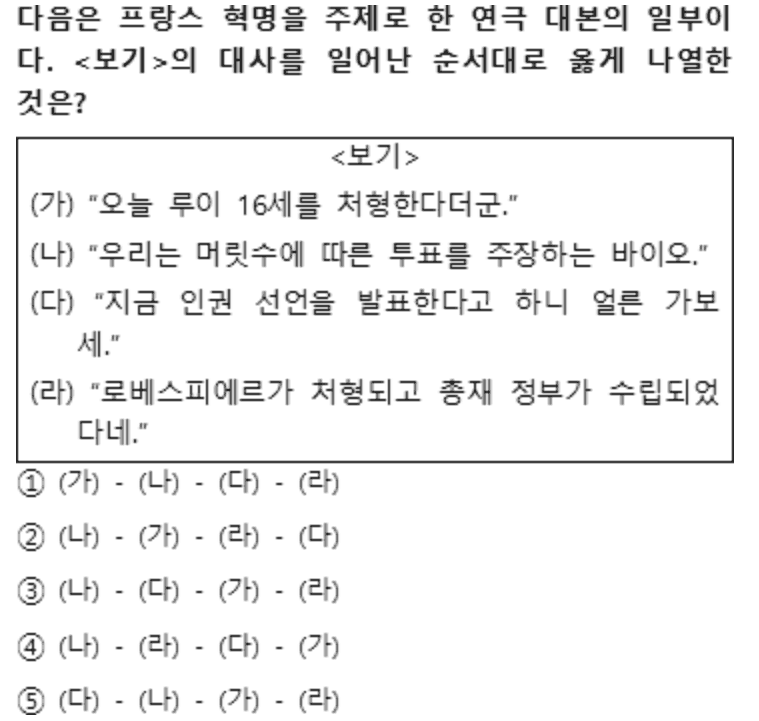 다음은 프랑스 혁명을 주제로 한 연극 대본의 일부이
다. <보기>의 대사를 일어난 순서대로 옳게 나열한
것은?
<보기>
(가) “오늘 루이 16세를 처형한다더군.”
(나) “우리는 머릿수에 따른 투표를 주장하는 바이오.”
(다) “지금 인권 선언을 발표한다고 하니 얼른 가보
세.”
(라) “로베스피에르가 처형되고 총재 정부가 수립되었
다네.”
① (가) - (나) - (다) - (라)
② (나) - (가) - (라) - (다)
③ (나) - (다) - (가) - (라)
④ (나) - (라) - (다) - (가)
⑤ (다) - (나) - (가) - (라)